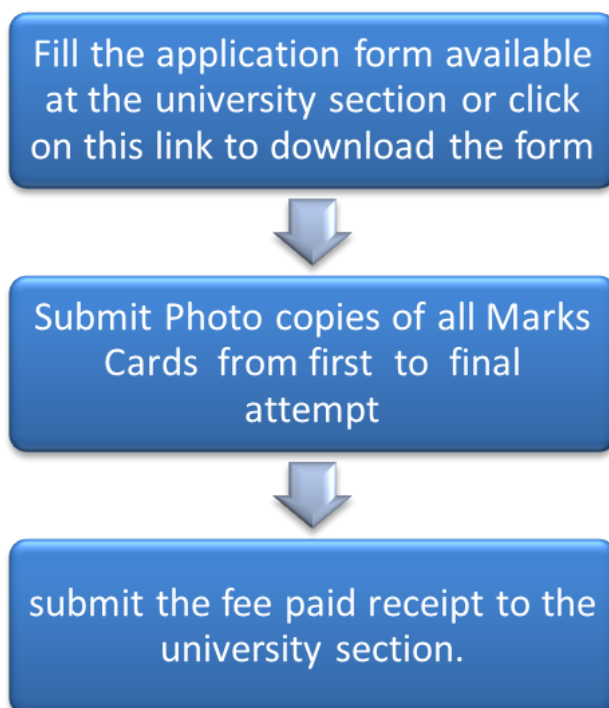 Fill the application form available
at the university section or click
on this link to download the form
Submit Photo copies of all Marks
Cards from first to final
attempt
submit the fee paid receipt to the
university section.